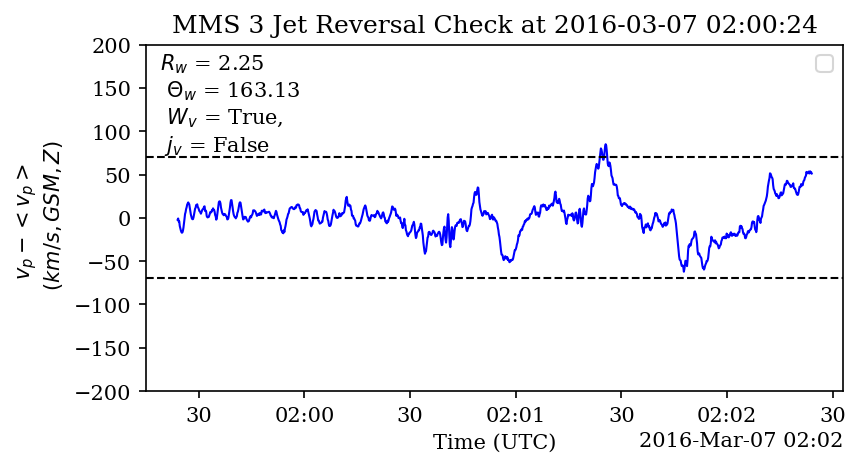 MMS 3 Jet Reversal Check at 2016-03-07 02:00:24
R_w = 2.25
Θ_w = 163.13
W_v = True,
j_v = False
v_p − < v_p >
(km/s, GSM, Z)
200
150
100
50
0
−50
−100
−150
−200
30 02:00 30 02:01 30 02:02 30
Time (UTC) 2016-Mar-07 02:02